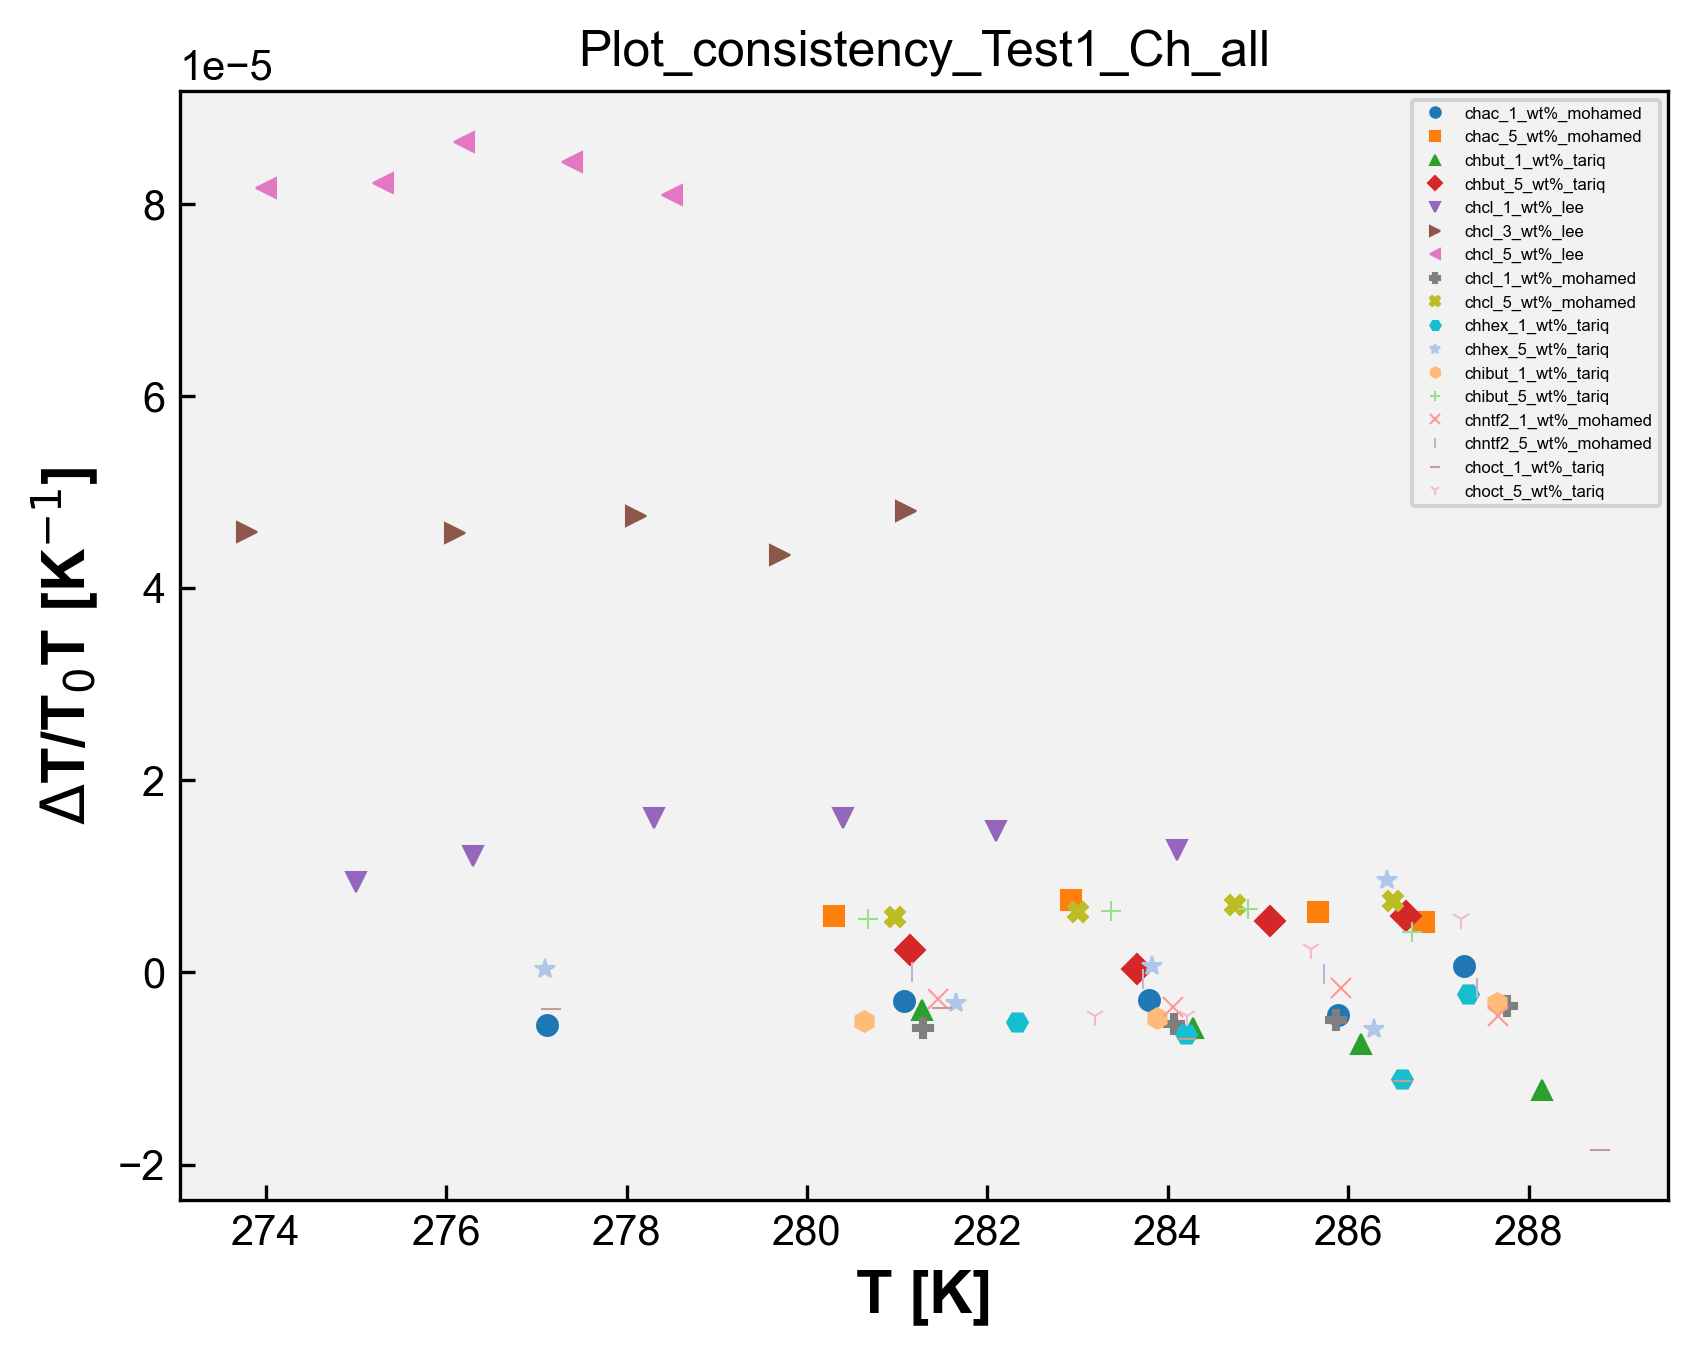 Plot_consistency_Test1_Ch_all
1e−5
8
6
4
2
0
−2
ΔT/T₀T [K⁻¹]
274 276 278 280 282 284 286 288
T [K]
chac_1_wt%_mohamed
chac_5_wt%_mohamed
chbut_1_wt%_tariq
chbut_5_wt%_tariq
chcl_1_wt%_lee
chcl_3_wt%_lee
chcl_5_wt%_lee
chcl_1_wt%_mohamed
chcl_5_wt%_mohamed
chhex_1_wt%_tariq
chhex_5_wt%_tariq
chibut_1_wt%_tariq
chibut_5_wt%_tariq
chntf2_1_wt%_mohamed
chntf2_5_wt%_mohamed
choct_1_wt%_tariq
choct_5_wt%_tariq